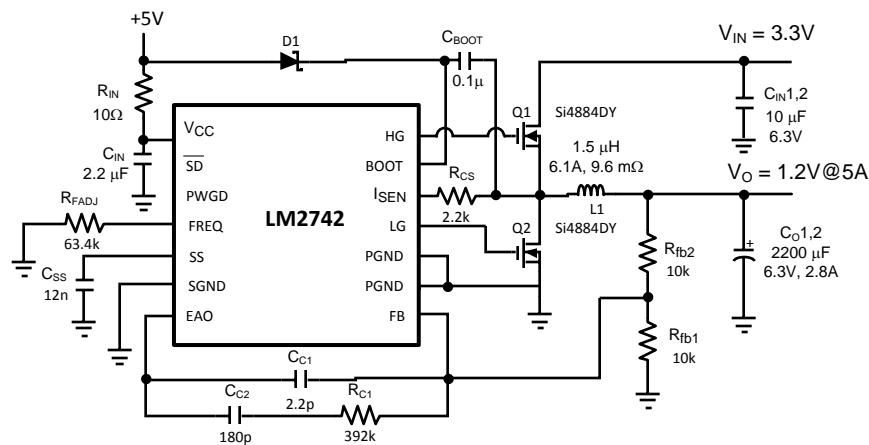 +5V
D1
CBOOT
0.1μ
VIN = 3.3V
RIN
10Ω
CIN
2.2 μF
VCC
SD
PWGD
FREQ
SS
SGND
EAO
LM2742
HG
BOOT
ISEN
LG
PGND
PGND
FB
RFADJ
63.4k
CSS
12n
RCS
2.2k
Q1
Si4884DY
CIN1,2
10 μF
6.3V
1.5 μH
6.1A, 9.6 mΩ
L1
VO = 1.2V@5A
Q2
Si4884DY
Rfb2
10k
CO1,2
2200 μF
6.3V, 2.8A
+
Rfb1
10k
CC1
2.2p
CC2
180p
RC1
392k